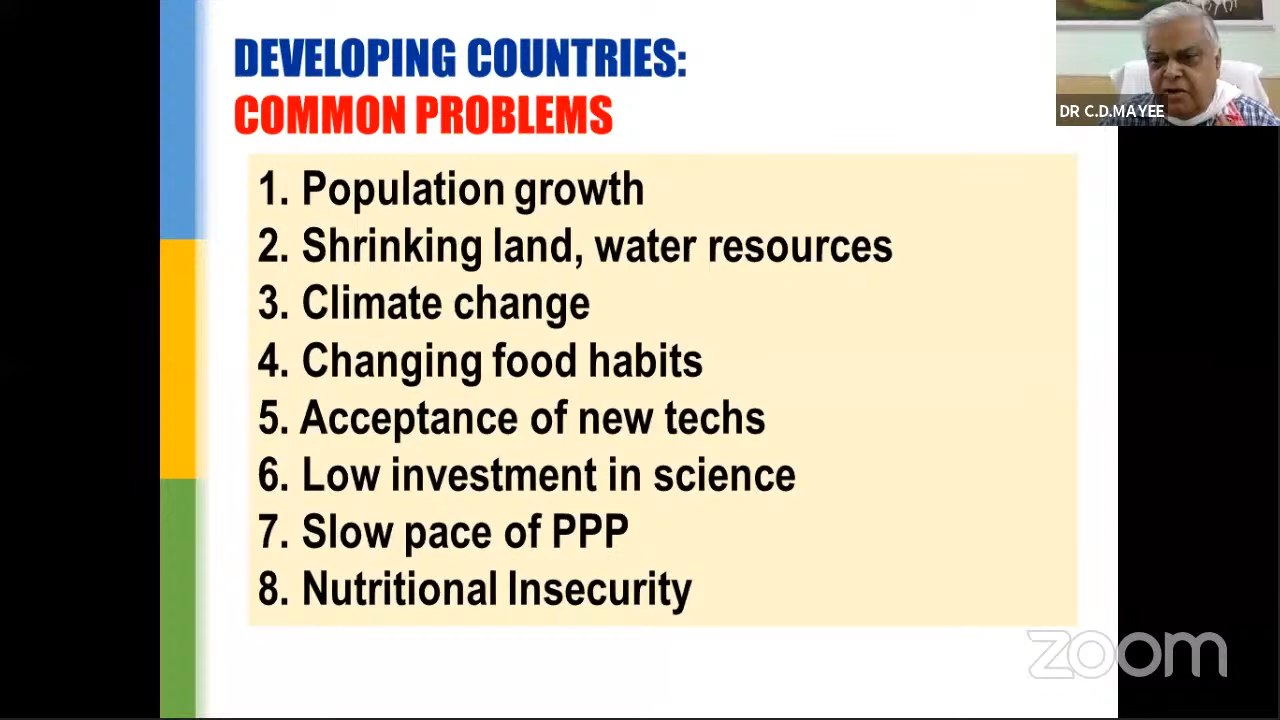 DEVELOPING COUNTRIES:
COMMON PROBLEMS
DR C.D.MAYEE
1. Population growth
2. Shrinking land, water resources
3. Climate change
4. Changing food habits
5. Acceptance of new techs
6. Low investment in science
7. Slow pace of PPP
8. Nutritional Insecurity
zoom